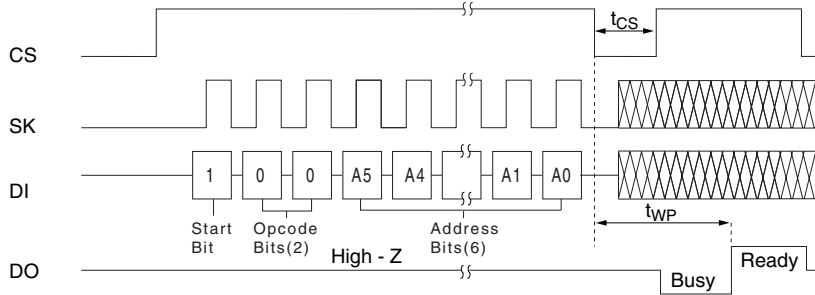 CS
tCS
SK
DI
1 0 0 A5 A4 A1 A0
Start Bit
Opcode Bits(2)
Address Bits(6)
tWP
DO
High - Z
Busy
Ready